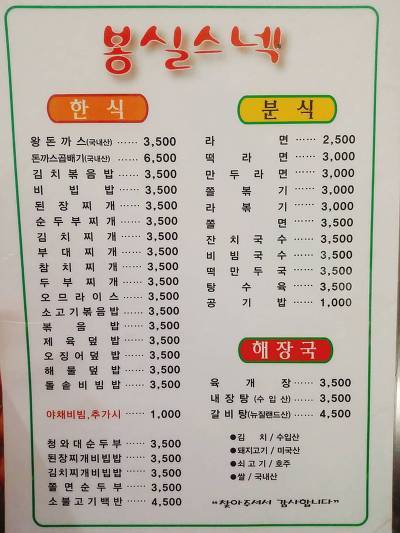 봉실스넥
한식
왕돈까스(국내산) ······ 3,500
돈까스곱배기(국내산) ······ 6,500
김치볶음밥 ······ 3,500
비빔밥 ······ 3,500
된장찌개 ······ 3,500
순두부찌개 ······ 3,500
김치찌개 ······ 3,500
부대찌개 ······ 3,500
참치찌개 ······ 3,500
두부찌개 ······ 3,500
오므라이스 ······ 3,500
소고기볶음밥 ······ 3,500
볶음밥 ······ 3,500
제육덮밥 ······ 3,500
오징어덮밥 ······ 3,500
해물덮밥 ······ 3,500
돌솥비빔밥 ······ 3,500
야채비빔,추가시 ······ 1,000
청와대순두부 ······ 3,500
된장찌개비빔밥 ······ 3,500
김치찌개비빔밥 ······ 3,500
쫄면순두부 ······ 3,500
소불고기백반 ······ 4,500
분식
라면 ······ 2,500
떡라면 ······ 3,000
만두라면 ······ 3,000
쫄볶기 ······ 3,000
라볶기 ······ 3,000
쫄면 ······ 3,500
잔치국수 ······ 3,500
비빔국수 ······ 3,500
떡만두국 ······ 3,500
탕수육 ······ 3,500
공기밥 ······ 1,000
해장국
육개장 ······ 3,500
내장탕 (수입산) ······ 3,500
갈비탕(뉴질랜드산) ······ 4,500
●김치/수입산
●돼지고기/미국산
●쇠고기/호주
●쌀/국내산
"찾아주셔서 감사합니다"